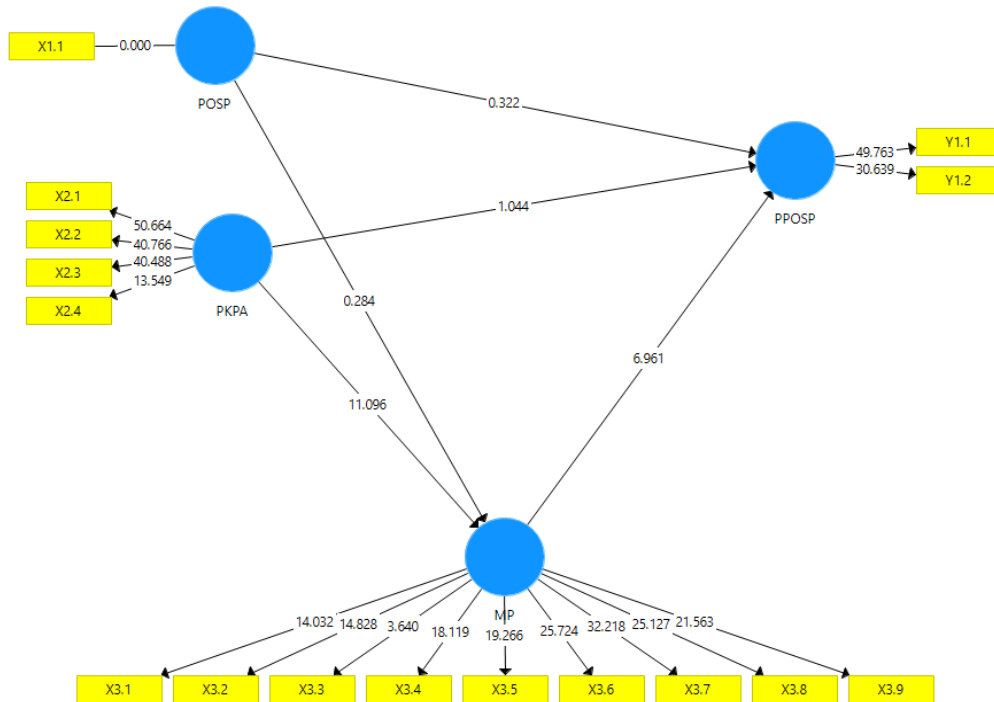 X1.1
0.000
POSP
0.322
49.763
Y1.1
30.639
Y1.2
PPOSP
X2.1
50.664
X2.2
40.766
X2.3
40.488
X2.4
13.549
PKPA
1.044
0.284
6.961
11.096
MP
14.032
14.828
3.640
18.119
19.266
25.724
32.218
25.127
21.563
X3.1
X3.2
X3.3
X3.4
X3.5
X3.6
X3.7
X3.8
X3.9